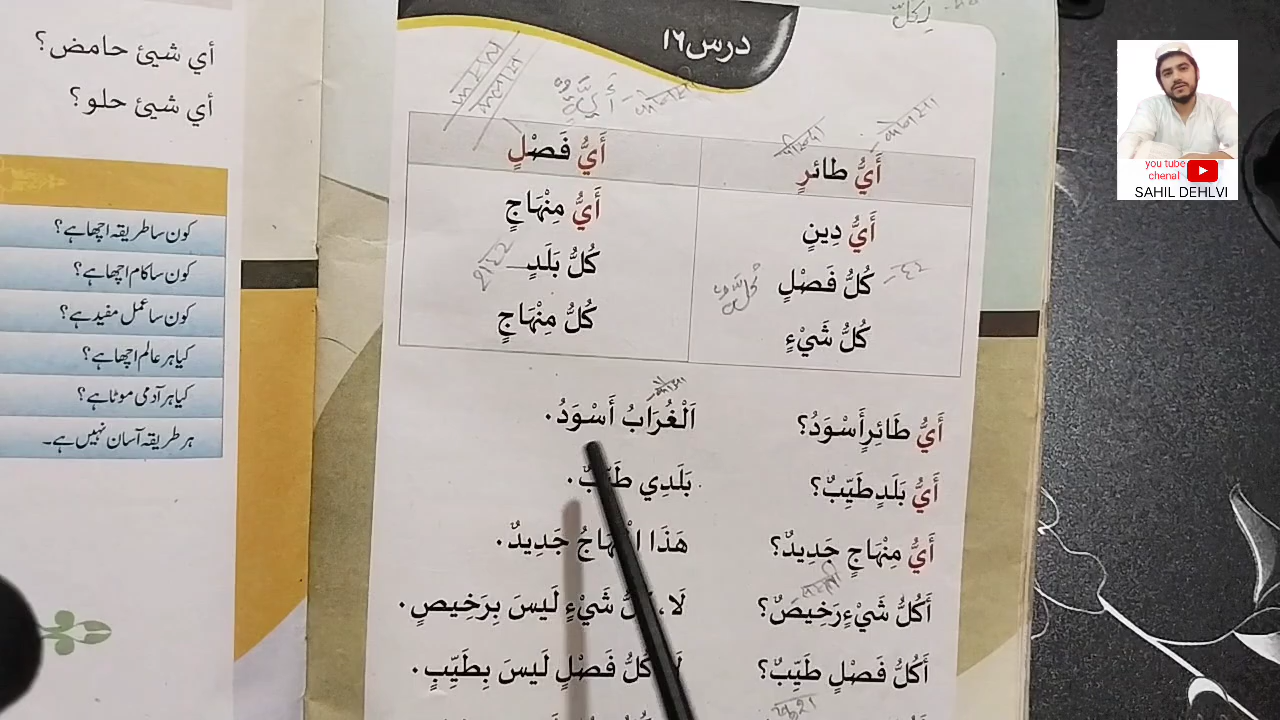 درس ١٦
أَيُّ طائرٍ
أَيُّ فَصْلٍ
أَيُّ دِينٍ
أَيُّ مِنْهَاجٍ
كُلُّ فَصْلٍ
كُلُّ بَلَدٍ
كُلُّ شَيْءٍ
كُلُّ مِنْهَاجٍ
أَيُّ طَائِرٍ أَسْوَدُ؟
اَلْغُرَابُ أَسْوَدُ.
أَيُّ بَلَدٍ طَيِّبٌ؟
بَلَدِي
أَيُّ مِنْهَاجٍ جَدِيدٌ؟
هَذَا جَدِيدٌ.
أَكُلُّ شَيْءٍ رَخِيصٌ؟
لَا، شَيْءٍ لَيسَ بِرَخِيصٍ.
أَكُلُّ فَصْلٍ طَيِّبٌ؟
كُلُّ فَصْلٍ لَيسَ بِطَيِّبٍ.
أي شيئ حامض؟
أي شيئ حلو؟
کون سا طریقہ اچھا ہے؟
کون سا کام اچھا ہے؟
کون سا عمل مفید ہے؟
کیا ہر عالم اچھا ہے؟
کیا ہر آدمی موٹا ہے؟
ہر طریقہ آسان نہیں ہے۔
you tube
chenal
SAHIL DEHLVI